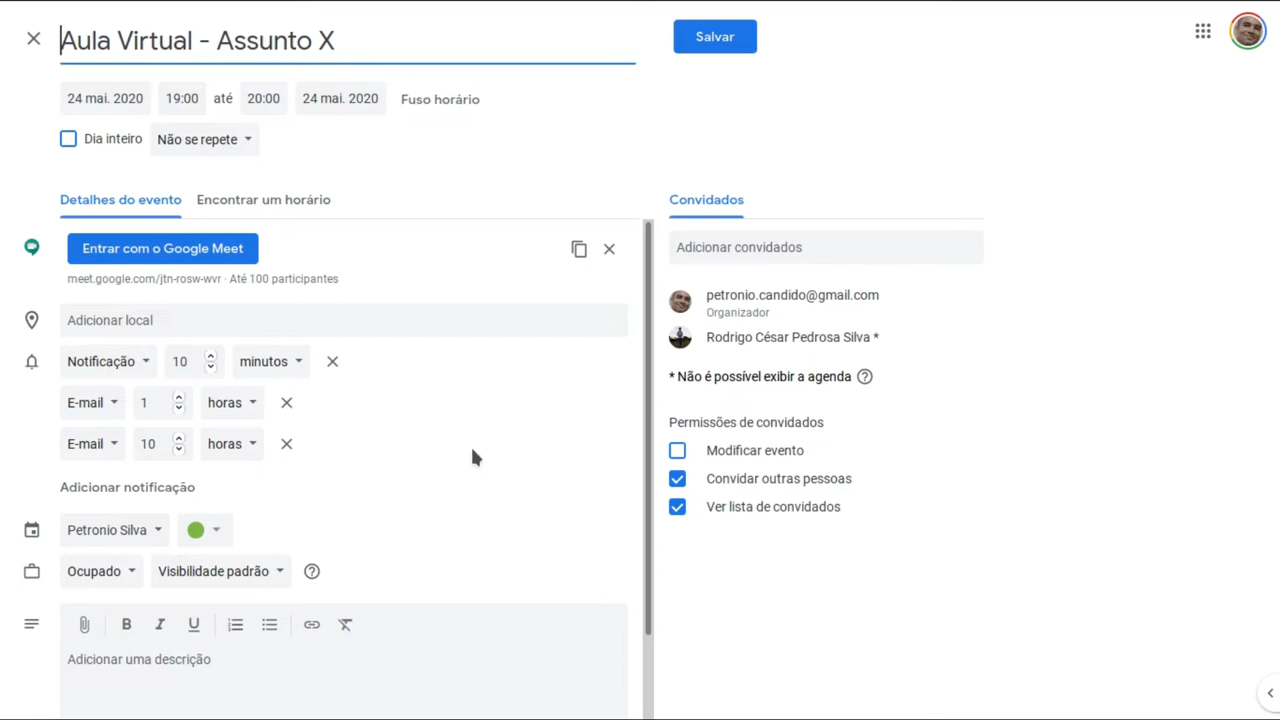 Aula Virtual - Assunto X
Salvar
24 mai. 2020 19:00 até 20:00 24 mai. 2020 Fuso horário
Dia inteiro Não se repete
Detalhes do evento Encontrar um horário
Entrar com o Google Meet
meet.google.com/jtn-rosw-wvr · Até 100 participantes
Adicionar local
Notificação 10 minutos
E-mail 1 horas
E-mail 10 horas
Adicionar notificação
Petronio Silva
Ocupado Visibilidade padrão
B I U
Adicionar uma descrição
Convidados
Adicionar convidados
petronio.candido@gmail.com
Organizador
Rodrigo César Pedrosa Silva *
* Não é possível exibir a agenda
Permissões de convidados
Modificar evento
Convidar outras pessoas
Ver lista de convidados